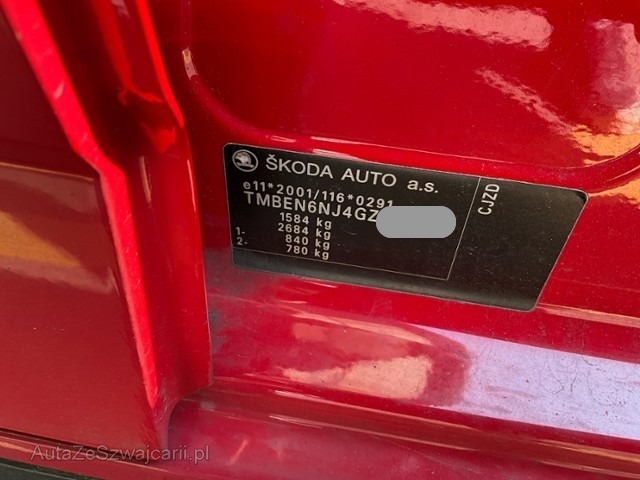 ŠKODA AUTO a.s.
e11*2001/116*0291
TMBEN6NJ4GZ
1584 kg
2684 kg
1- 840 kg
2- 780 kg
CJZD
AutaZeSzwajcarii.pl